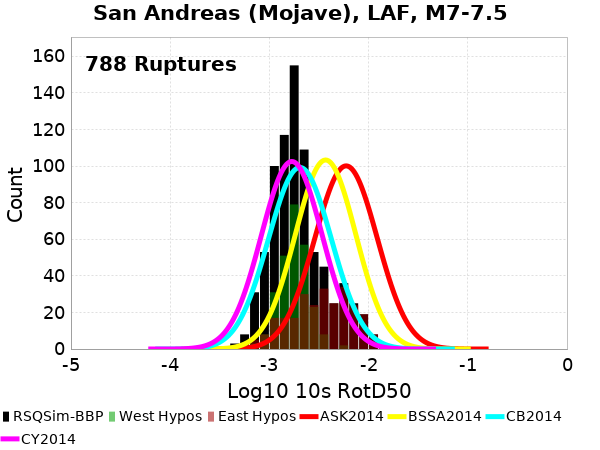 San Andreas (Mojave), LAF, M7-7.5
788 Ruptures
160
140
120
100
80
60
40
20
0
Count
-5 -4 -3 -2 -1 0
Log10 10s RotD50
RSQSim-BBP West Hypos East Hypos ASK2014 BSSA2014 CB2014
CY2014